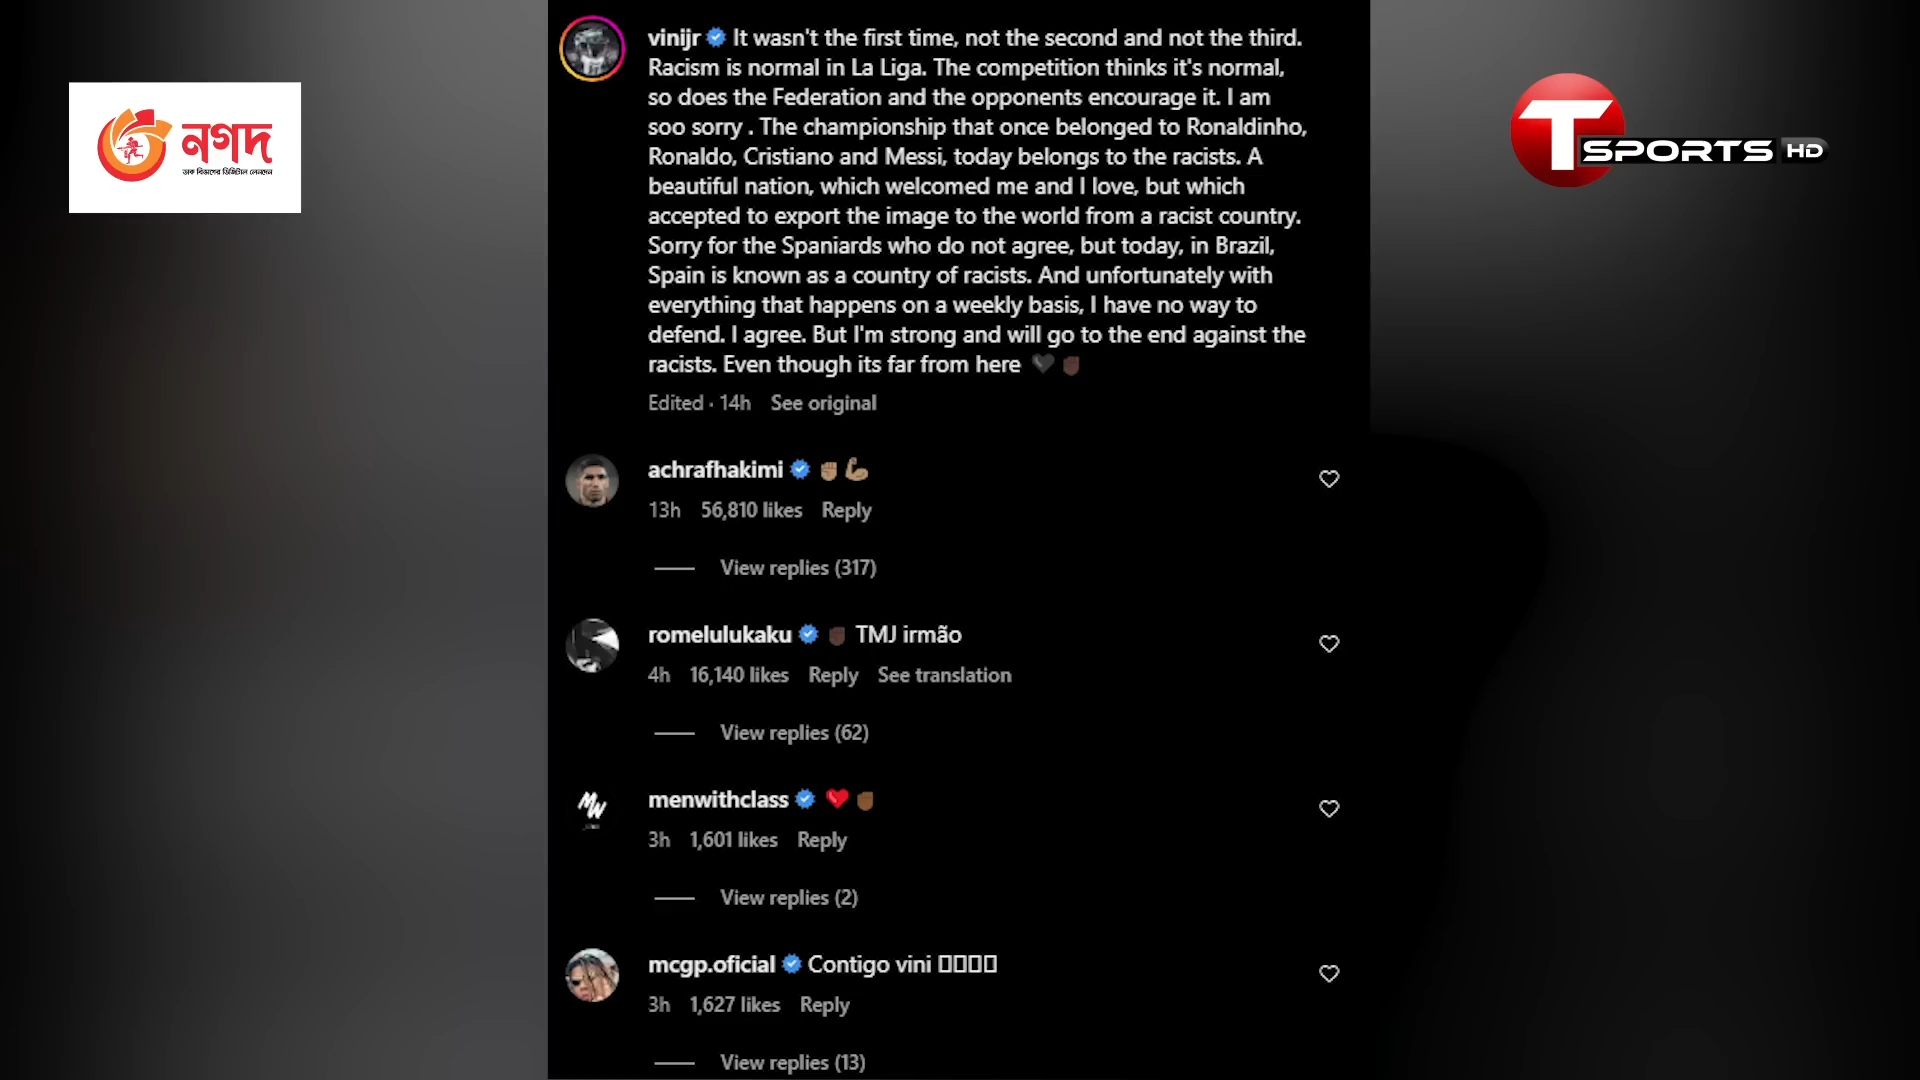 vinijr It wasn't the first time, not the second and not the third.
Racism is normal in La Liga. The competition thinks it's normal,
so does the Federation and the opponents encourage it. I am
soo sorry . The championship that once belonged to Ronaldinho,
Ronaldo, Cristiano and Messi, today belongs to the racists. A
beautiful nation, which welcomed me and I love, but which
accepted to export the image to the world from a racist country.
Sorry for the Spaniards who do not agree, but today, in Brazil,
Spain is known as a country of racists. And unfortunately with
everything that happens on a weekly basis, I have no way to
defend. I agree. But I'm strong and will go to the end against the
racists. Even though its far from here 🖤✊🏿
Edited · 14h See original
নগদ
ডাক বিভাগের ডিজিটাল লেনদেন
T SPORTS HD
achrafhakimi ✊🏽💪🏽
13h 56,810 likes Reply
View replies (317)
romelulukaku ✊🏿 TMJ irmão
4h 16,140 likes Reply See translation
View replies (62)
MW
menwithclass ❤️✊🏾
3h 1,601 likes Reply
View replies (2)
mcgp.oficial Contigo vini
3h 1,627 likes Reply
View replies (13)